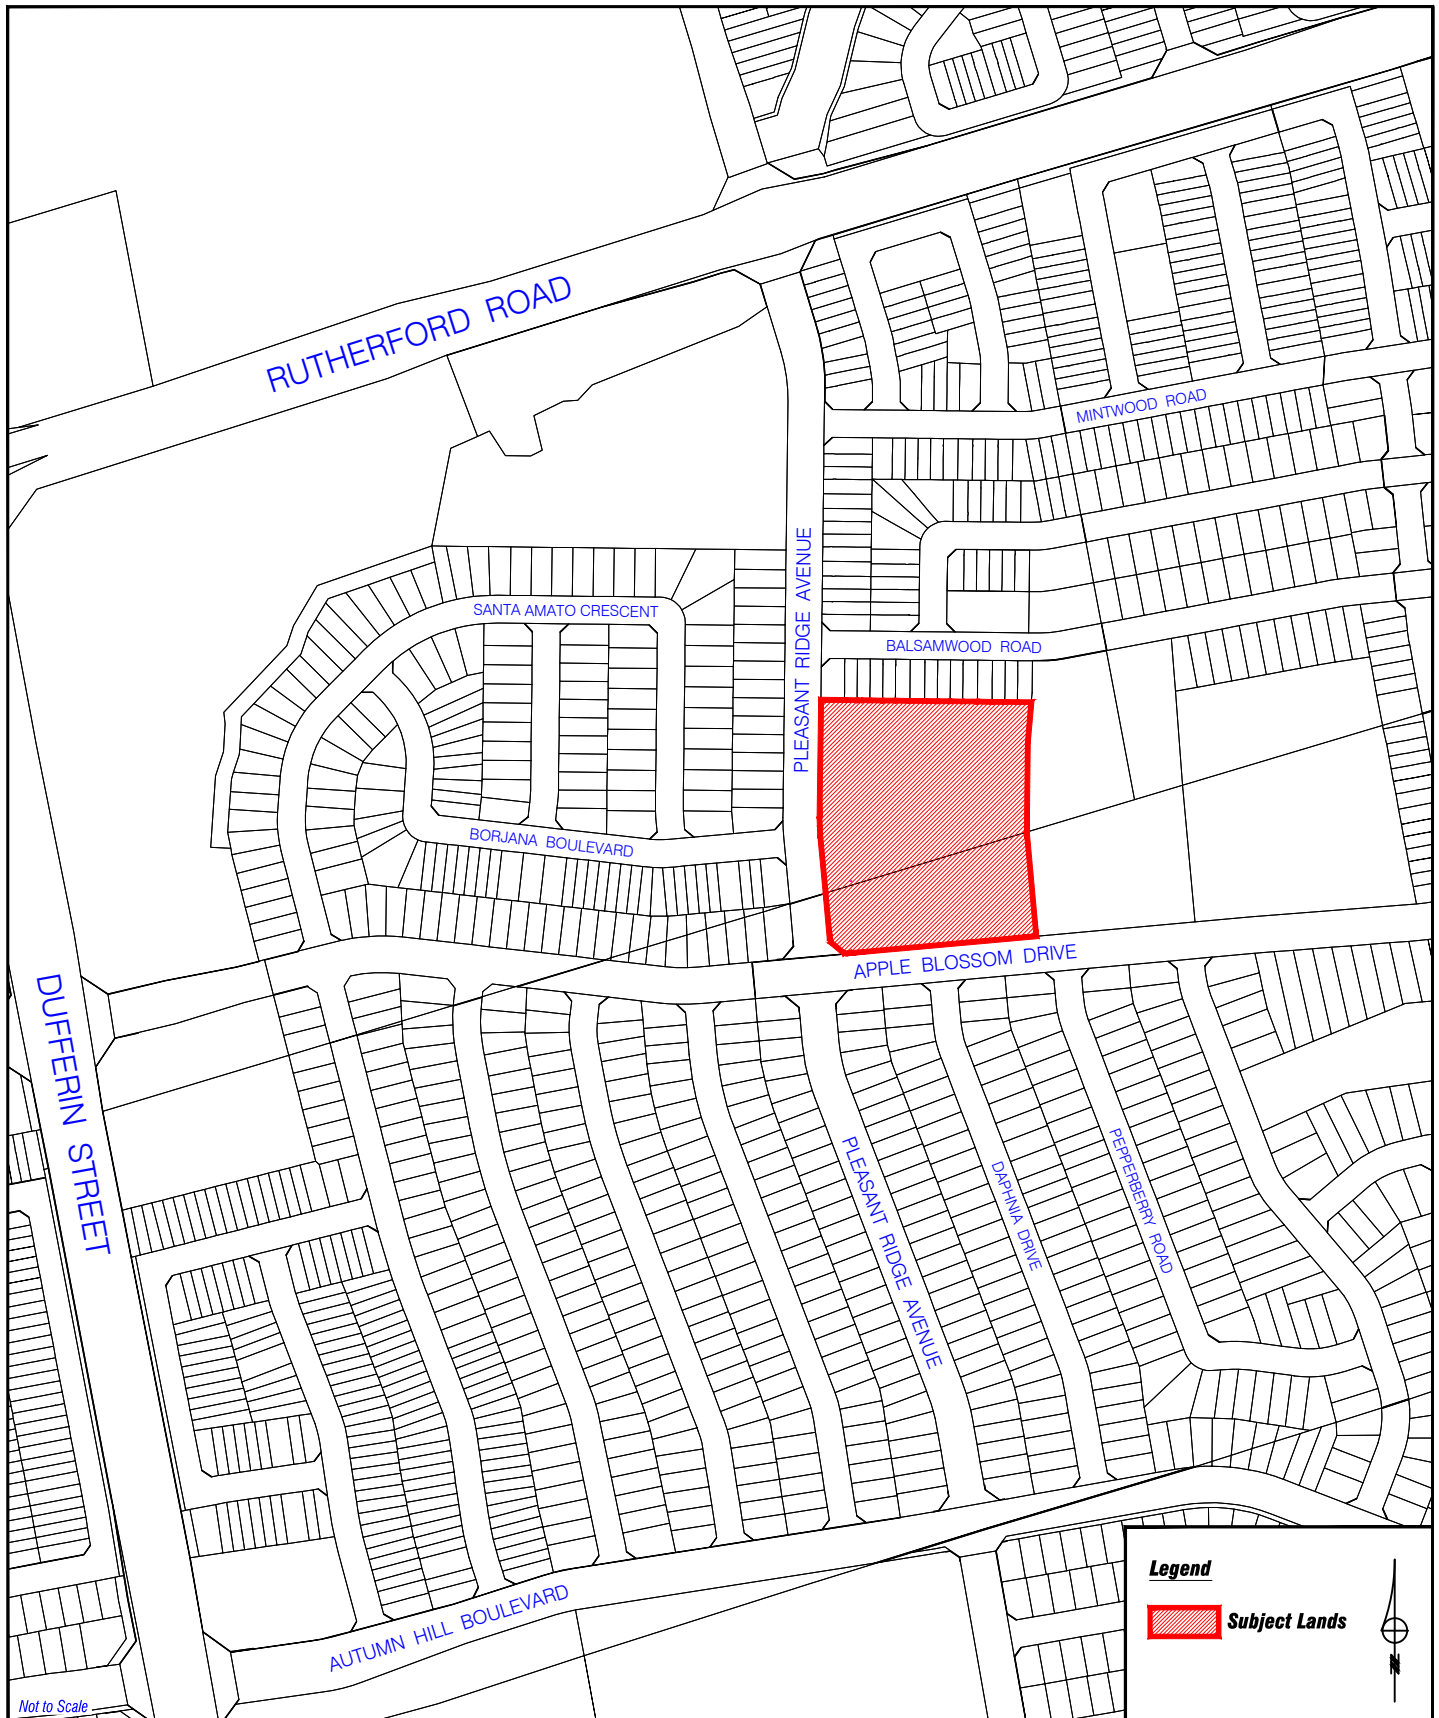 RUTHERFORD ROAD
MINTWOOD ROAD
PLEASANT RIDGE AVENUE
SANTA AMATO CRESCENT
BALSAMWOOD ROAD
BORJANA BOULEVARD
APPLE BLOSSOM DRIVE
DUFFERIN STREET
PLEASANT RIDGE AVENUE
DAPHNIA DRIVE
PEPPERBERRY ROAD
AUTUMN HILL BOULEVARD
Legend
Subject Lands
N
Not to Scale